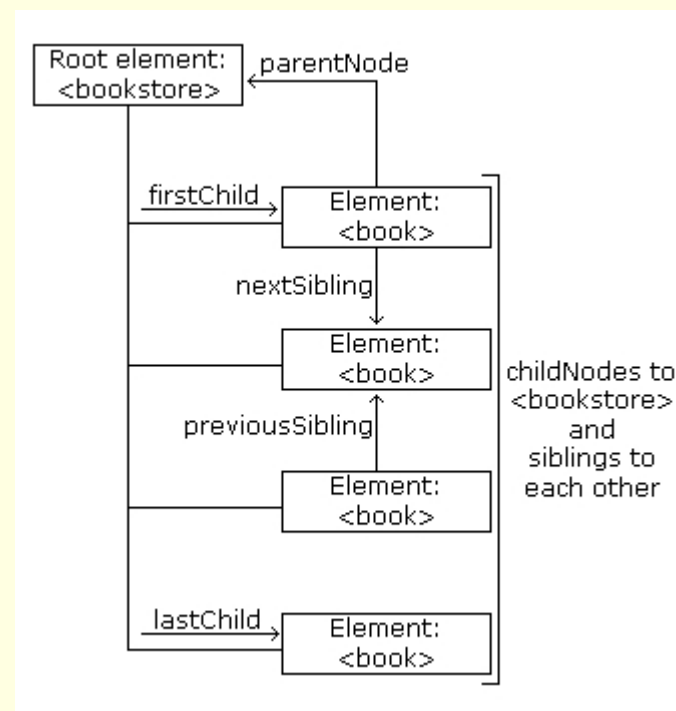 Root element:
<bookstore>
parentNode
firstChild
Element:
<book>
nextSibling
Element:
<book>
previousSibling
Element:
<book>
lastChild
Element:
<book>
childNodes to
<bookstore>
and
siblings to
each other